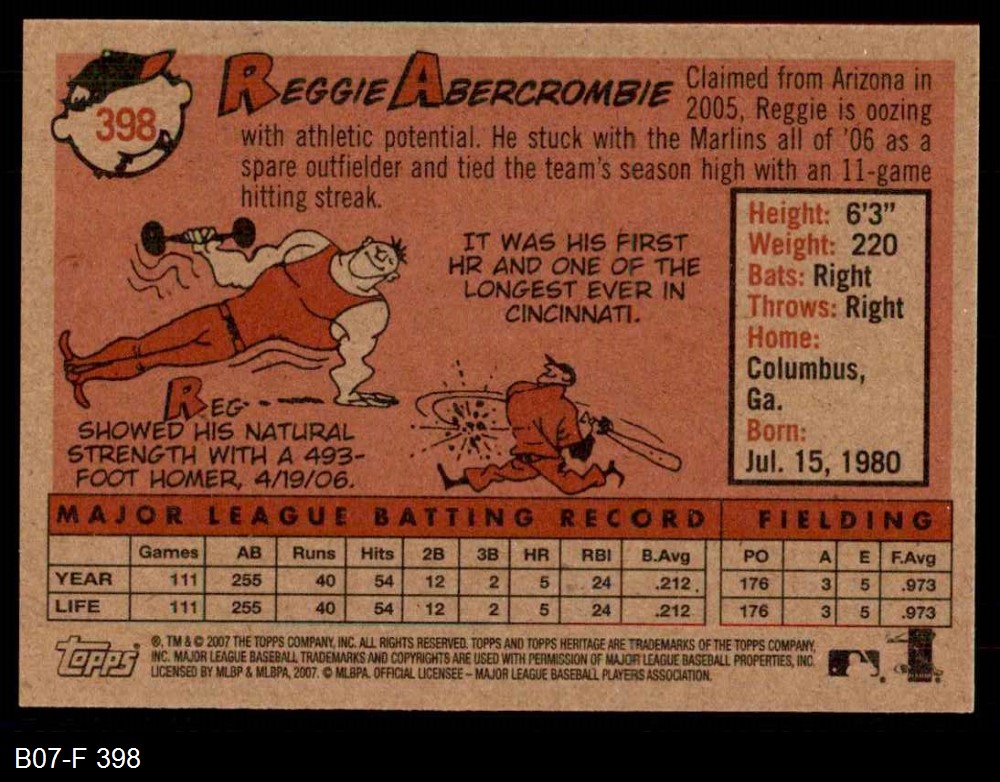 398
REGGIE ABERCROMBIE
Claimed from Arizona in
2005, Reggie is oozing
with athletic potential. He stuck with the Marlins all of '06 as a
spare outfielder and tied the team's season high with an 11-game
hitting streak.
IT WAS HIS FIRST
HR AND ONE OF THE
LONGEST EVER IN
CINCINNATI.
REG
SHOWED HIS NATURAL
STRENGTH WITH A 493-
FOOT HOMER, 4/19/06.
Height: 6'3"
Weight: 220
Bats: Right
Throws: Right
Home:
Columbus,
Ga.
Born:
Jul. 15, 1980
MAJOR LEAGUE BATTING RECORD FIELDING
Games AB Runs Hits 2B 3B HR RBI B.Avg PO A E F.Avg
YEAR 111 255 40 54 12 2 5 24 .212 176 3 5 .973
LIFE 111 255 40 54 12 2 5 24 .212 176 3 5 .973
Topps
®, TM & © 2007 THE TOPPS COMPANY, INC. ALL RIGHTS RESERVED. TOPPS AND TOPPS HERITAGE ARE TRADEMARKS OF THE TOPPS COMPANY,
INC. MAJOR LEAGUE BASEBALL TRADEMARKS AND COPYRIGHTS ARE USED WITH PERMISSION OF MAJOR LEAGUE BASEBALL PROPERTIES, INC.
LICENSED BY MLBP & MLBPA, 2007. © MLBPA. OFFICIAL LICENSEE – MAJOR LEAGUE BASEBALL PLAYERS ASSOCIATION.
B07-F 398